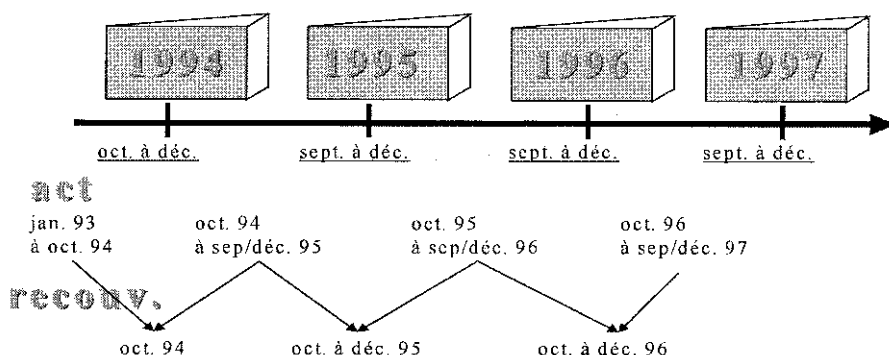 1994 1995 1996 1997
oct. à déc. sept. à déc. sept. à déc. sept. à déc.
act
jan. 93 oct. 94 oct. 95 oct. 96
à oct. 94 à sep/déc. 95 à sep/déc. 96 à sep/déc. 97
recouv.
oct. 94 oct. à déc. 95 oct. à déc. 96